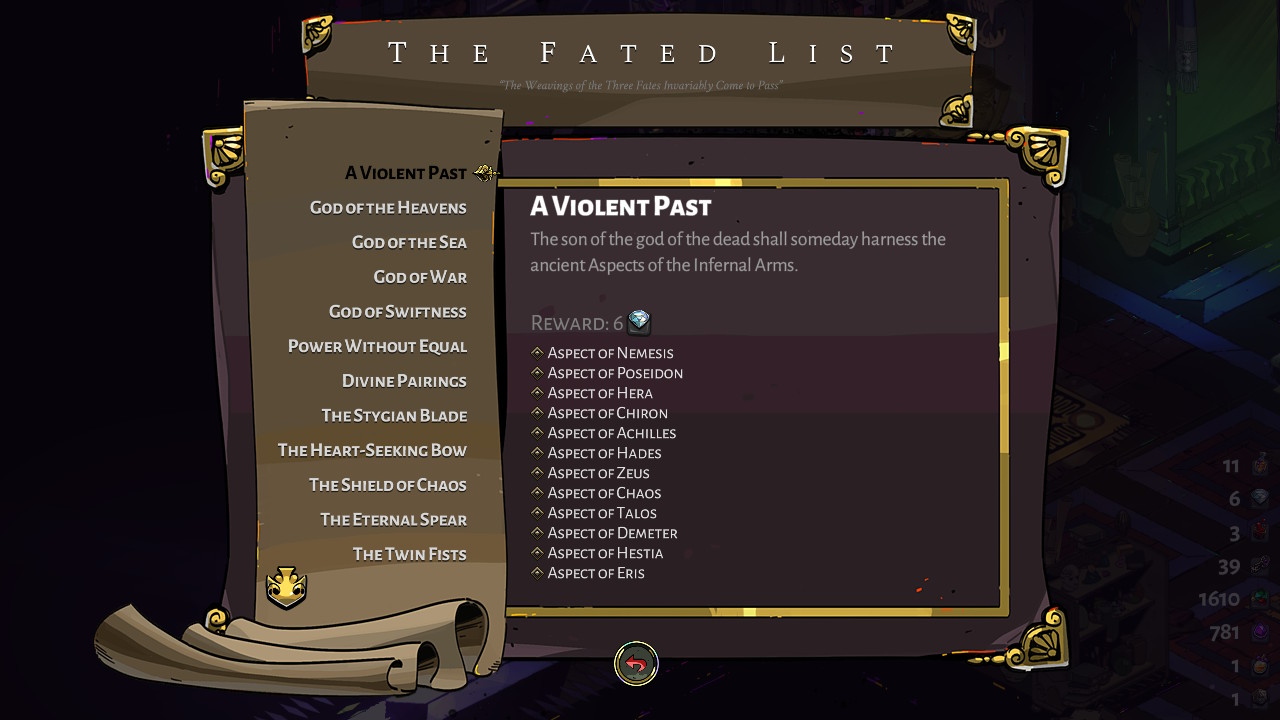 The Fated List
"The Weavings of the Three Fates Invariably Come to Pass"
A Violent Past
God of the Heavens
God of the Sea
God of War
God of Swiftness
Power Without Equal
Divine Pairings
The Stygian Blade
The Heart-Seeking Bow
The Shield of Chaos
The Eternal Spear
The Twin Fists
A Violent Past
The son of the god of the dead shall someday harness the
ancient Aspects of the Infernal Arms.
Reward: 6
Aspect of Nemesis
Aspect of Poseidon
Aspect of Hera
Aspect of Chiron
Aspect of Achilles
Aspect of Hades
Aspect of Zeus
Aspect of Chaos
Aspect of Talos
Aspect of Demeter
Aspect of Hestia
Aspect of Eris
11
6
3
39
1610
781
1
1